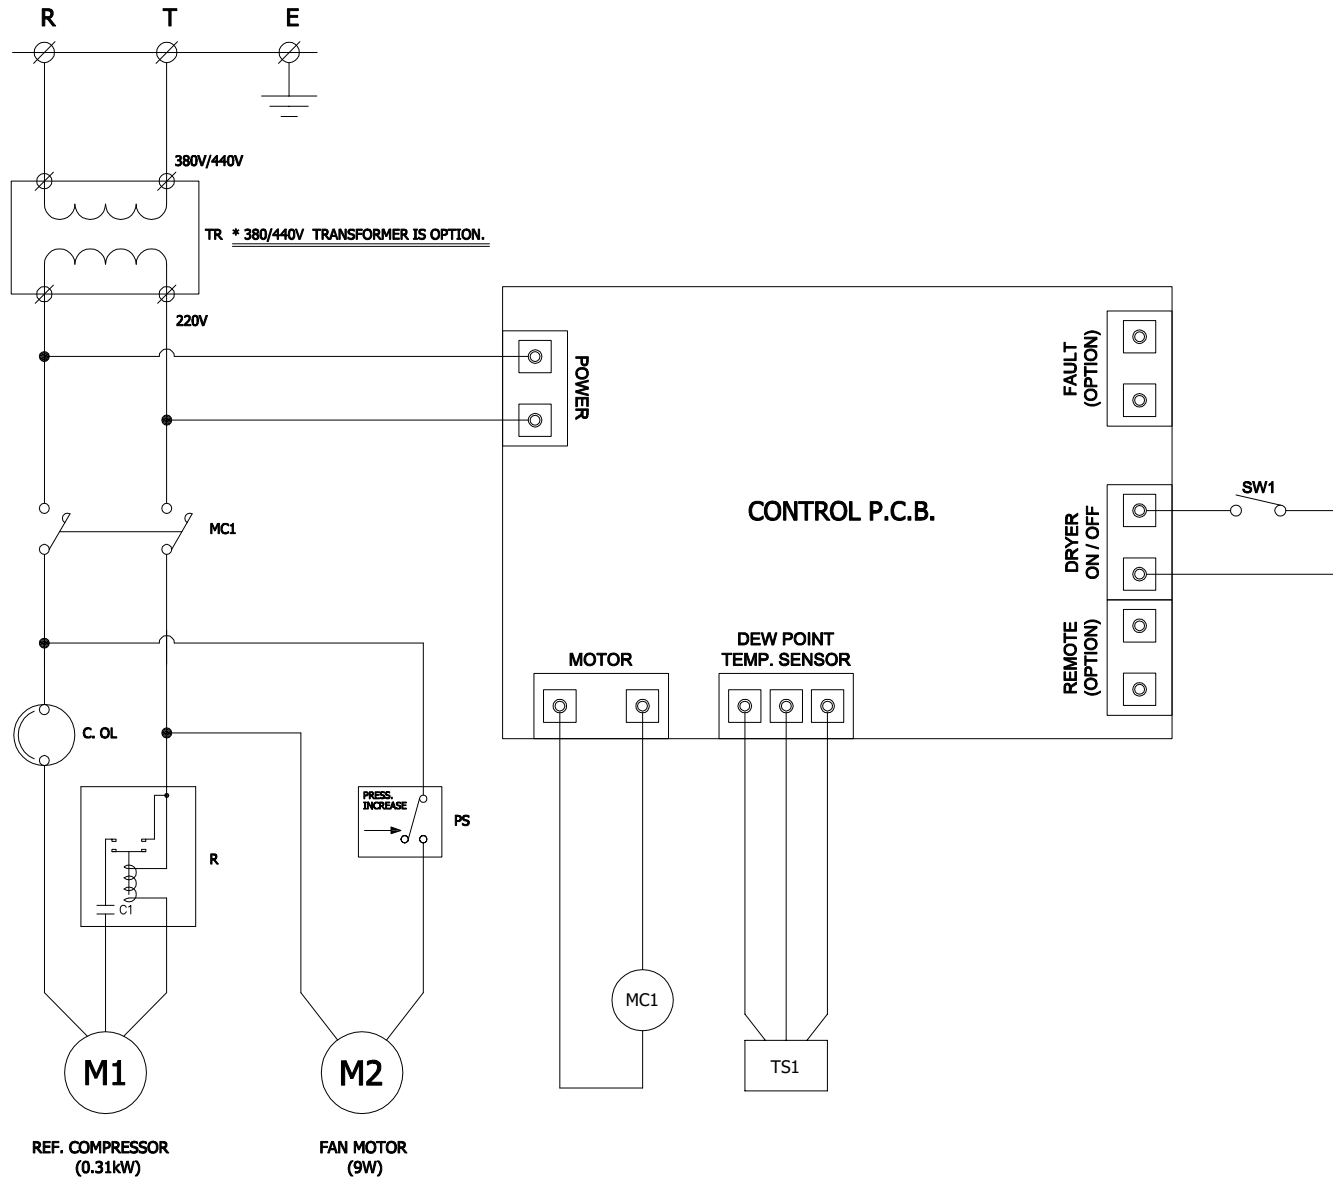 R T E
380V/440V
TR * 380/440V TRANSFORMER IS OPTION.
220V
POWER
FAULT
(OPTION)
CONTROL P.C.B.
SW1
DRYER
ON / OFF
MC1
REMOTE
(OPTION)
MOTOR
DEW POINT
TEMP. SENSOR
C. OL
PRESS.
INCREASE
PS
R
C1
MC1
TS1
M1
M2
REF. COMPRESSOR
(0.31kW)
FAN MOTOR
(9W)